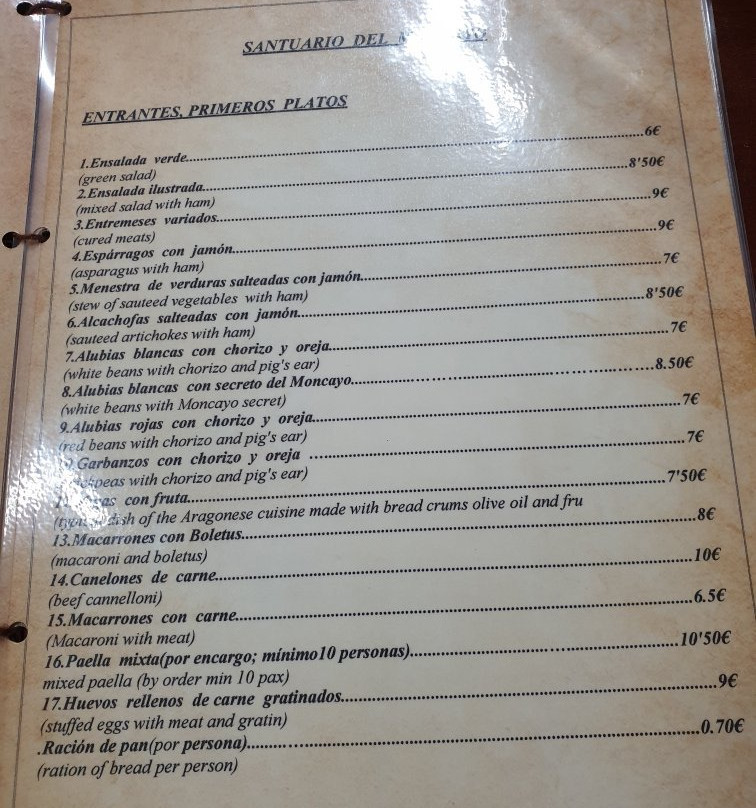 SANTUARIO DEL
ENTRANTES, PRIMEROS PLATOS
1.Ensalada verde........6€
(green salad)
2.Ensalada ilustrada........8'50€
(mixed salad with ham)
3.Entremeses variados........9€
(cured meats)
4.Espárragos con jamón........9€
(asparagus with ham)
5.Menestra de verduras salteadas con jamón........7€
(stew of sauteed vegetables with ham)
6.Alcachofas salteadas con jamón........8'50€
(sauteed artichokes with ham)
7.Alubias blancas con chorizo y oreja........7€
(white beans with chorizo and pig's ear)
8.Alubias blancas con secreto del Moncayo........8.50€
(white beans with Moncayo secret)
9.Alubias rojas con chorizo y oreja........7€
(red beans with chorizo and pig's ear)
Garbanzos con chorizo y oreja ........7€
with chorizo and pig's ear)
con fruta........7'50€
dish of the Aragonese cuisine made with bread crums olive oil and fru
13.Macarrones con Boletus........8€
(macaroni and boletus)
14.Canelones de carne........10€
(beef cannelloni)
15.Macarrones con carne........6.5€
(Macaroni with meat)
16.Paella mixta(por encargo; mínimo10 personas)........10'50€
mixed paella (by order min 10 pax)
17.Huevos rellenos de carne gratinados........9€
(stuffed eggs with meat and gratin)
.Ración de pan(por persona)........0.70€
(ration of bread per person)